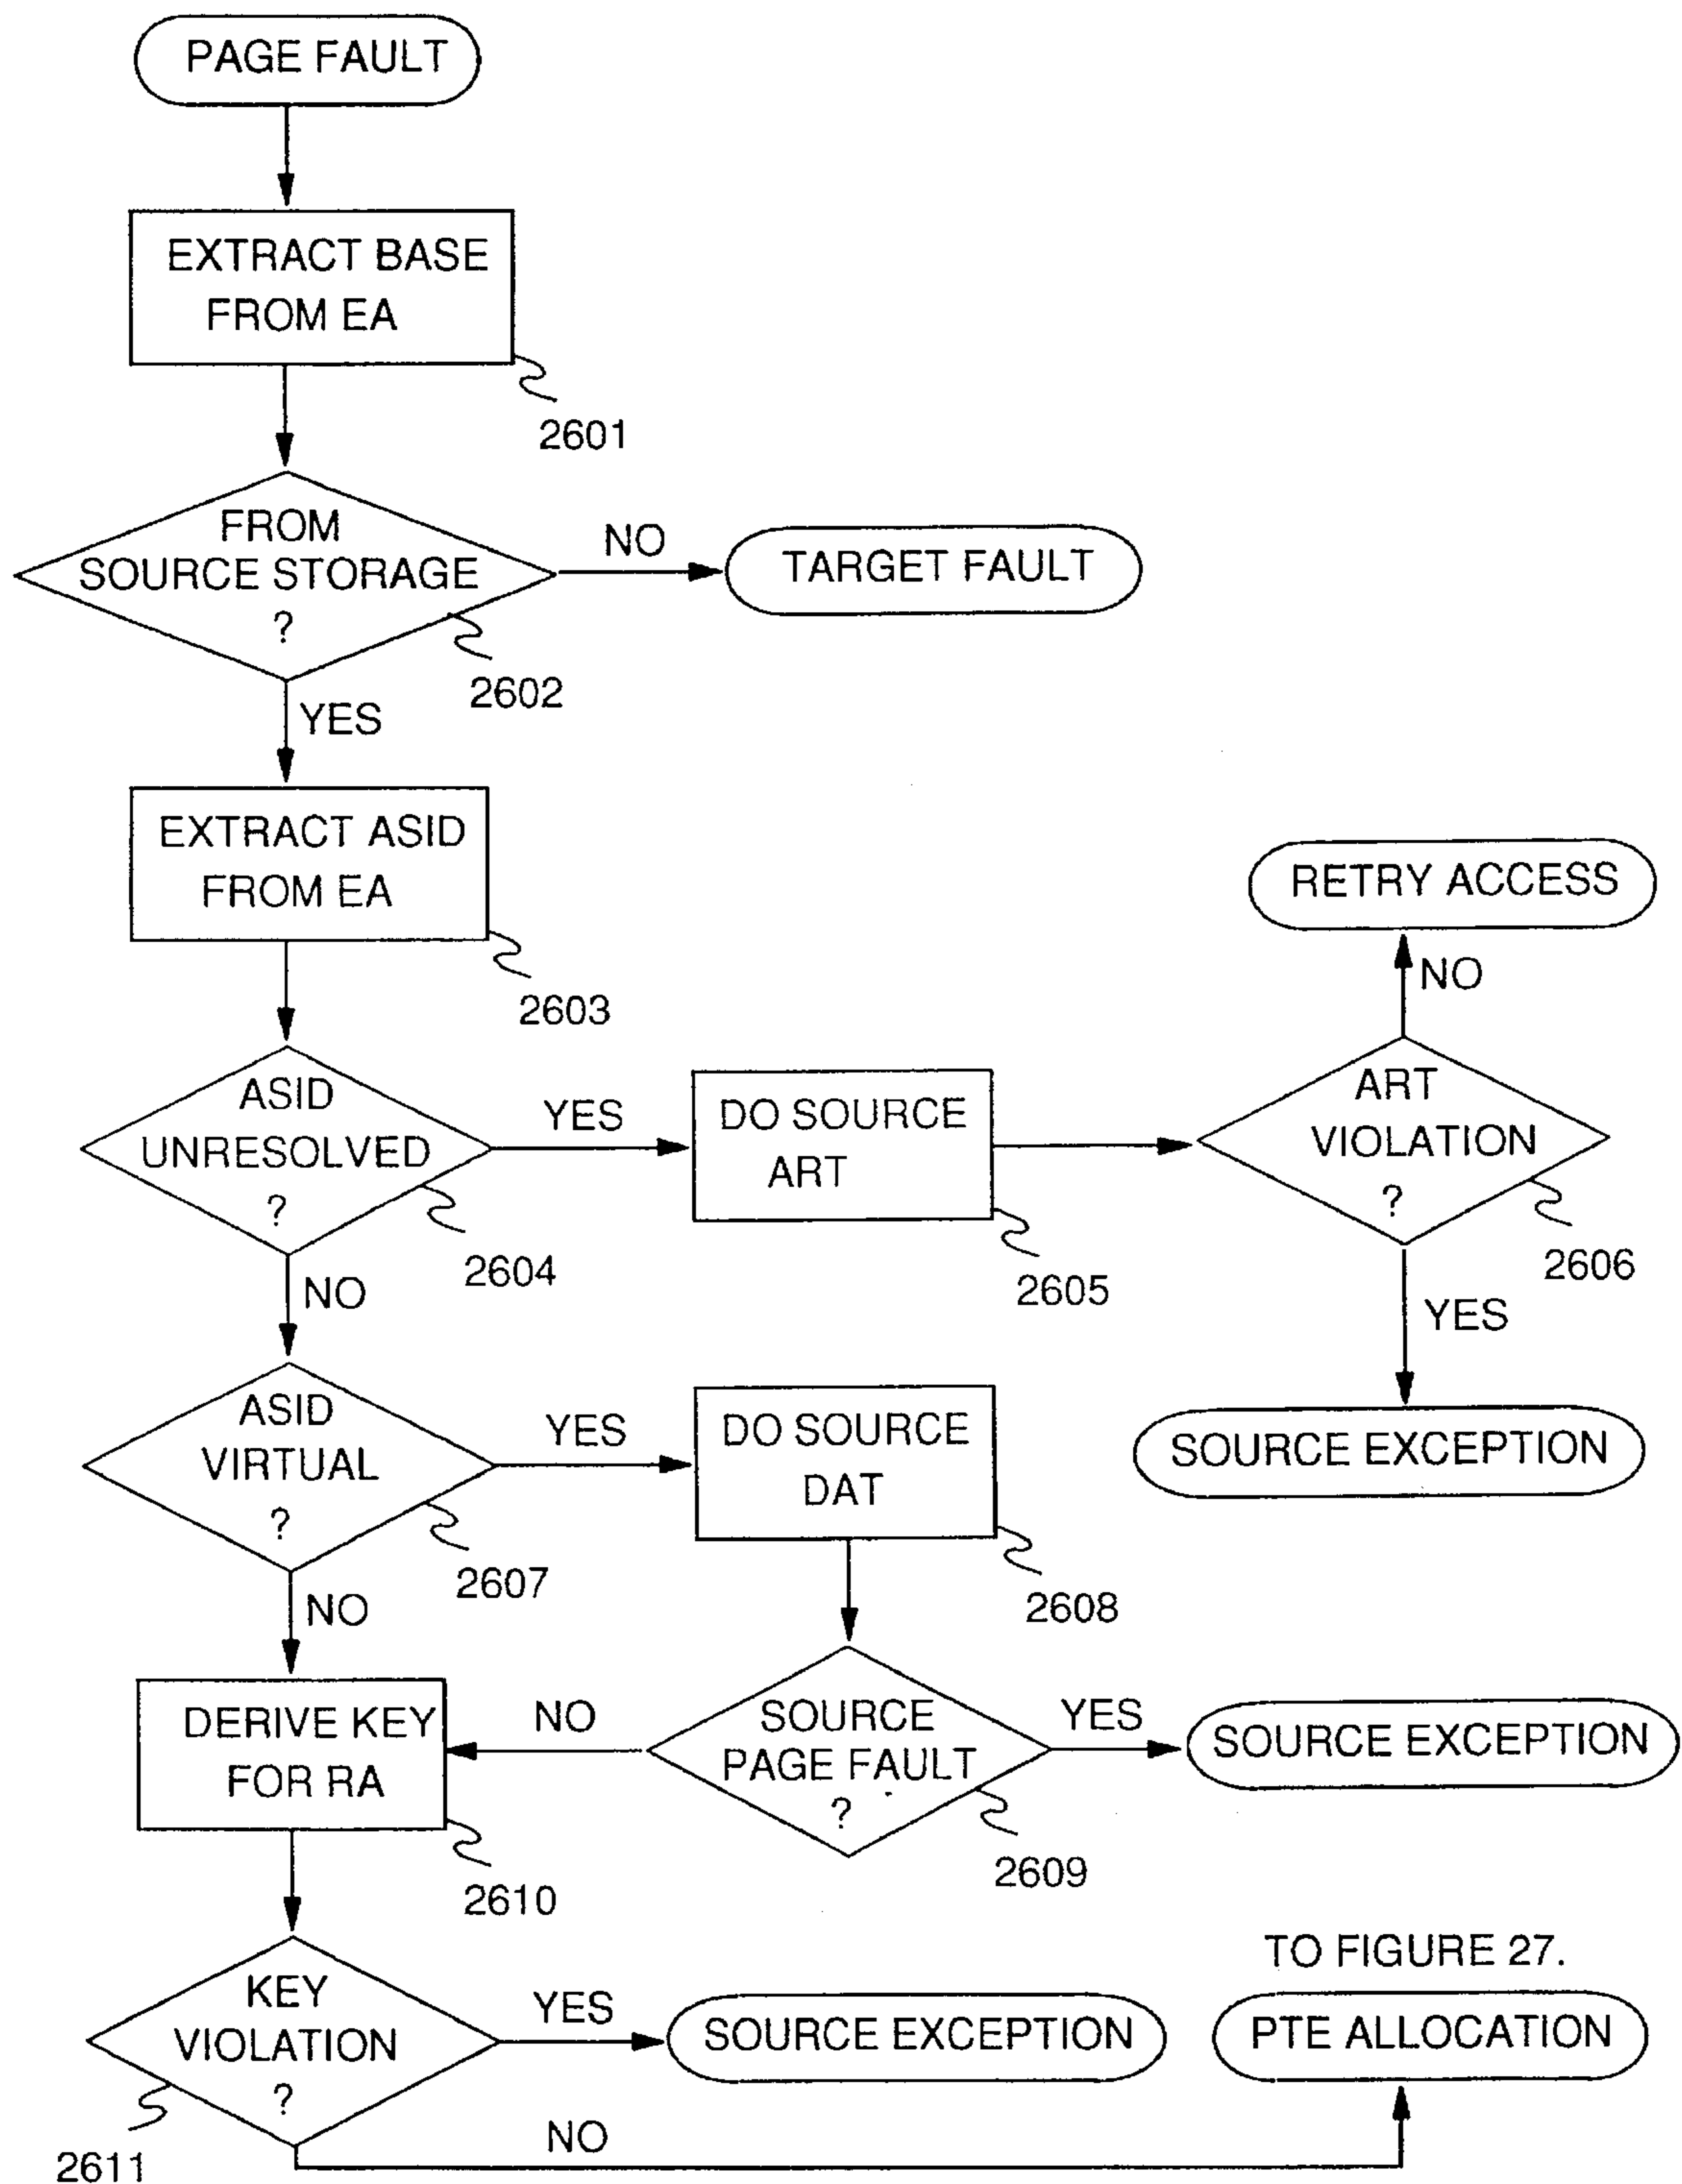 PAGE FAULT
EXTRACT BASE
FROM EA
2601
FROM
SOURCE STORAGE
?
2602
NO
TARGET FAULT
YES
EXTRACT ASID
FROM EA
2603
RETRY ACCESS
NO
ASID
UNRESOLVED
?
2604
YES
DO SOURCE
ART
2605
ART
VIOLATION
?
2606
YES
SOURCE EXCEPTION
NO
ASID
VIRTUAL
?
2607
YES
DO SOURCE
DAT
2608
NO
DERIVE KEY
FOR RA
2610
NO
SOURCE
PAGE FAULT
?
2609
YES
SOURCE EXCEPTION
KEY
VIOLATION
?
2611
YES
SOURCE EXCEPTION
TO FIGURE 27.
PTE ALLOCATION
NO